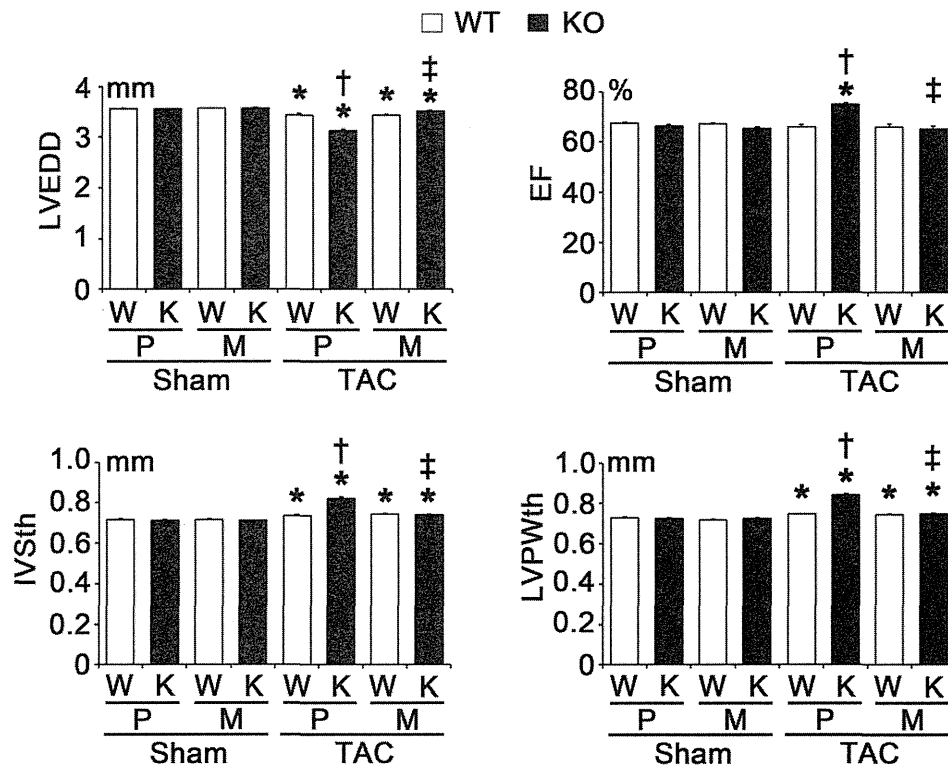 WT KO
mm
4
3
2
1
0
LVEDD
* † * * ‡ *
W K W K W K W K
P M P M
Sham TAC
%
80
60
40
20
0
EF
† * ‡
W K W K W K W K
P M P M
Sham TAC
mm
1.0
0.8
0.6
0.4
0.2
0
IVSth
* † * * ‡ *
W K W K W K W K
P M P M
Sham TAC
mm
1.0
0.8
0.6
0.4
0.2
0
LVPWth
* † * * ‡ *
W K W K W K W K
P M P M
Sham TAC